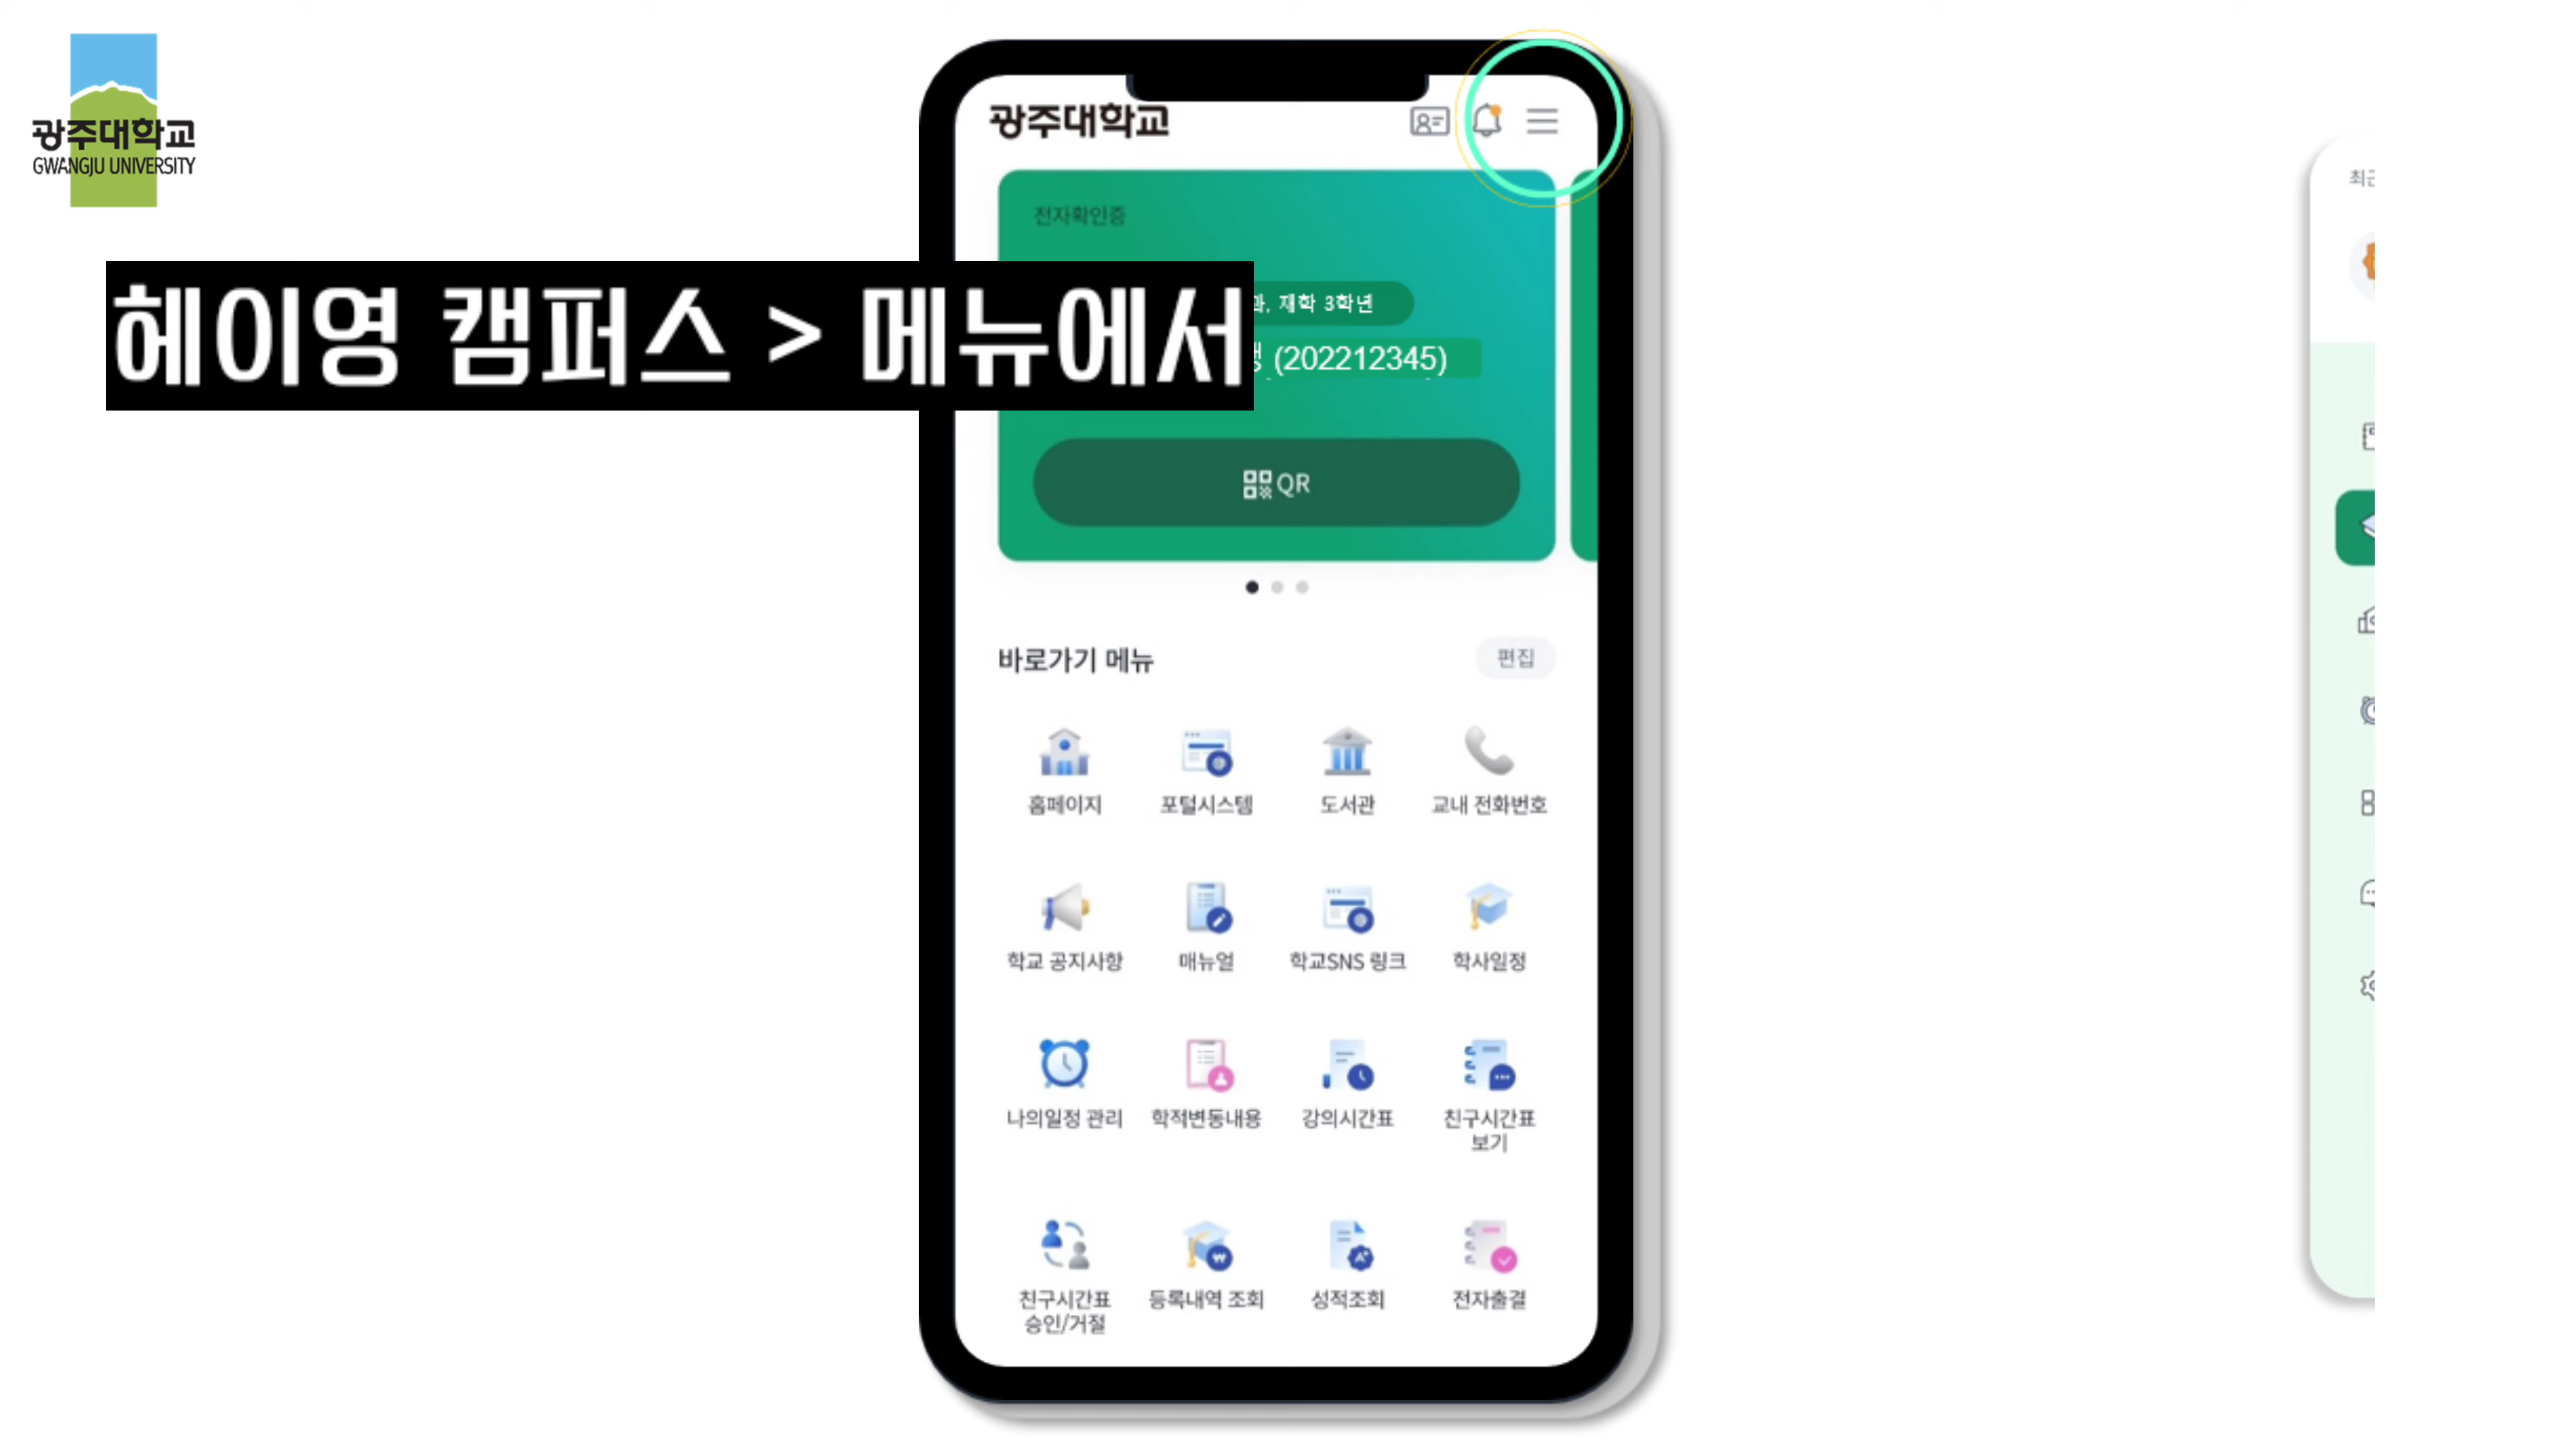 광주대학교
GWANGJU UNIVERSITY
헤이영 캠퍼스 > 메뉴에서
광주대학교
전자확인증
재학 3학년
(202212345)
QR
바로가기 메뉴
편집
홈페이지
포털시스템
도서관
교내 전화번호
학교 공지사항
매뉴얼
학교SNS 링크
학사일정
나의일정 관리
학적변동내용
강의시간표
친구시간표
보기
친구시간표
승인/거절
등록내역 조회
성적조회
전자출결